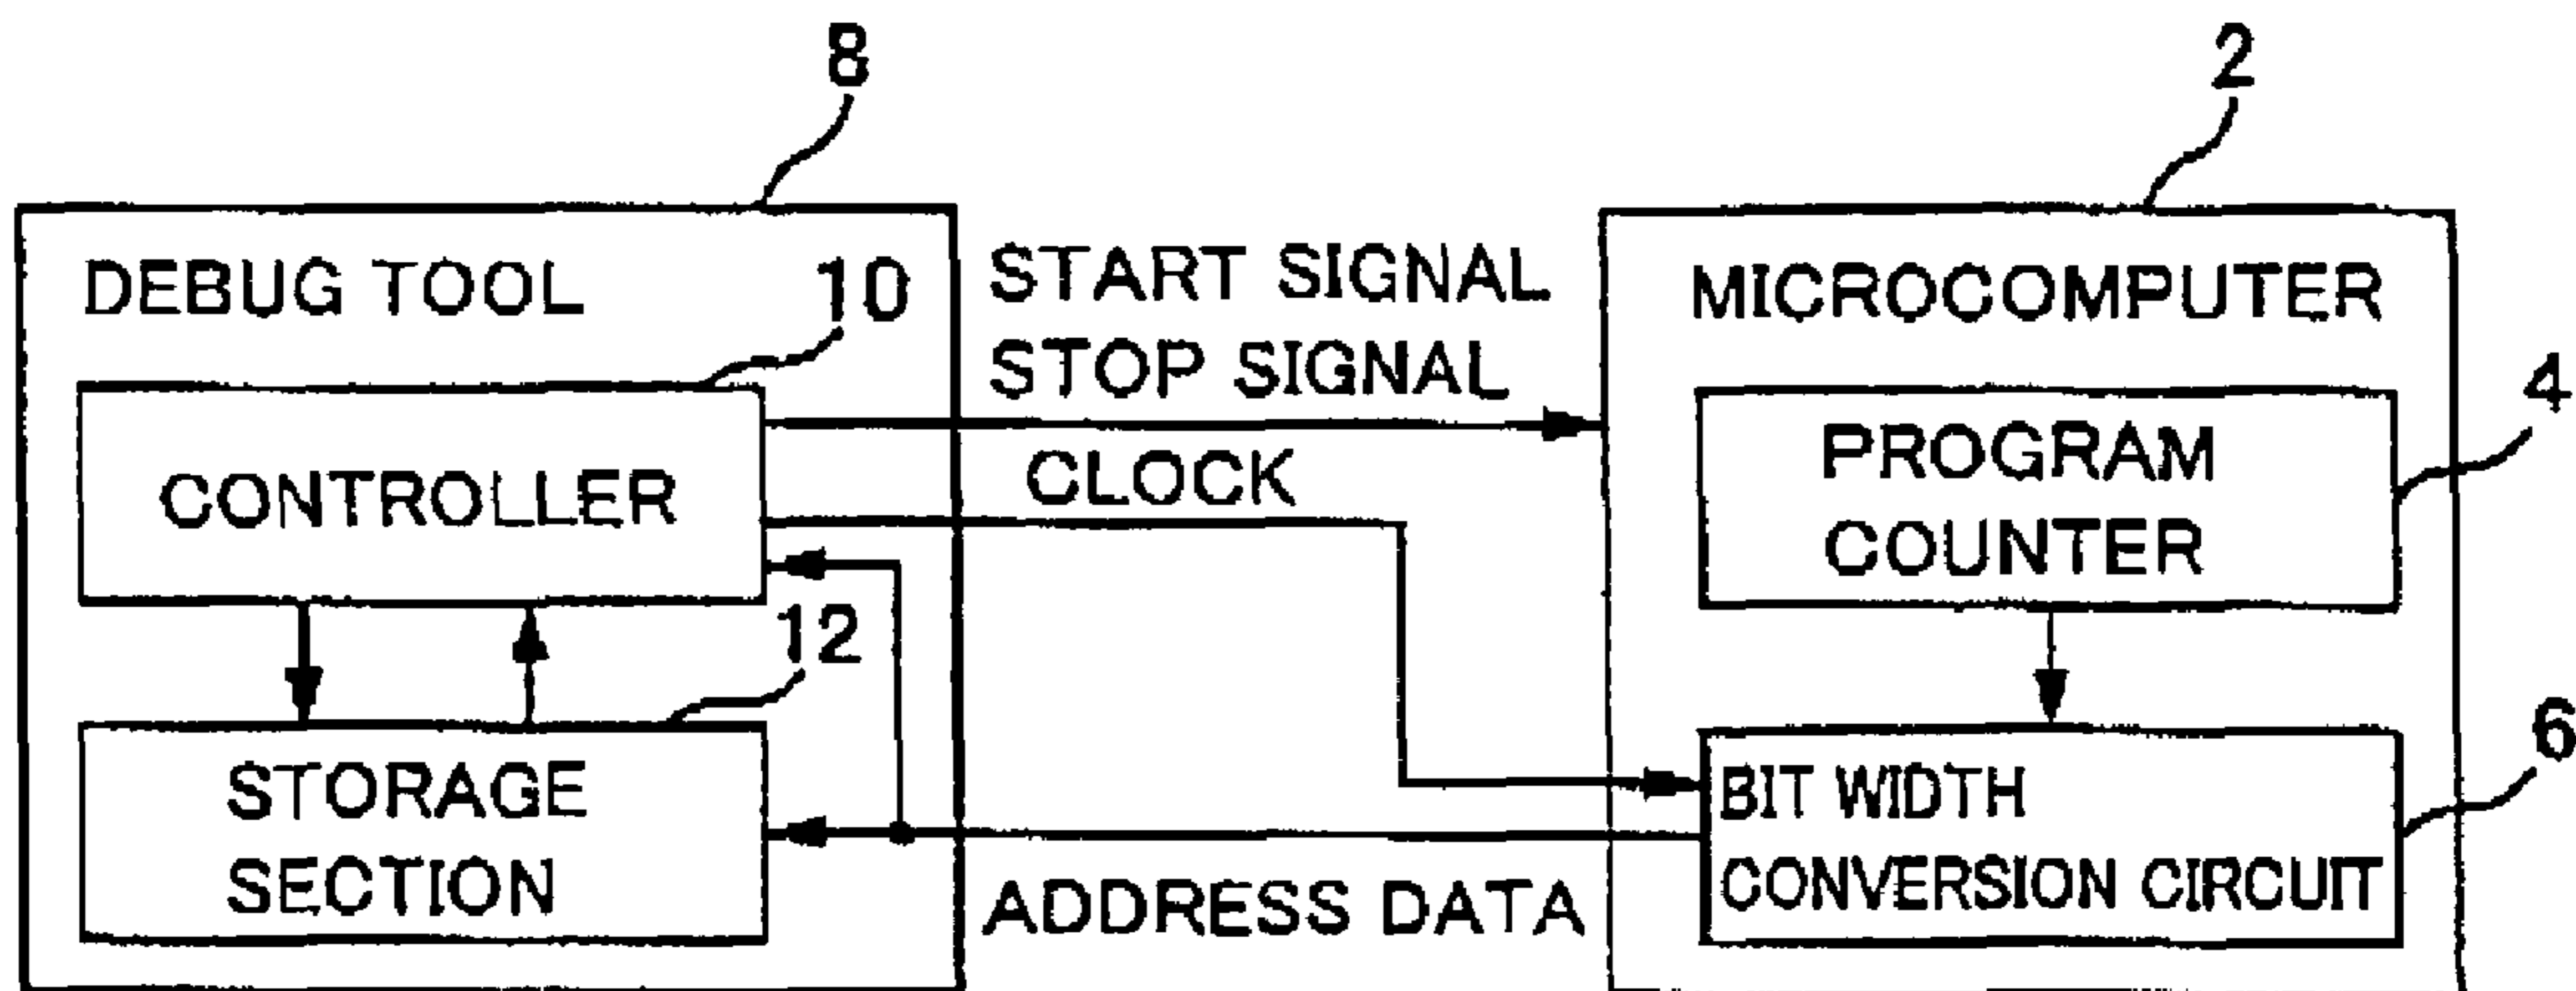 8
2
DEBUG TOOL
10
START SIGNAL
STOP SIGNAL
MICROCOMPUTER
4
CONTROLLER
CLOCK
PROGRAM
COUNTER
12
6
STORAGE
SECTION
BIT WIDTH
CONVERSION CIRCUIT
ADDRESS DATA